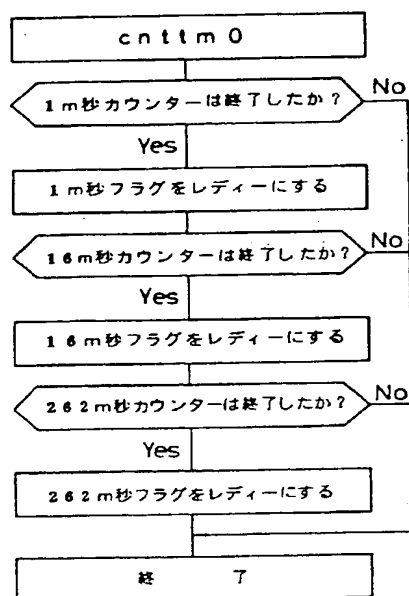 cnttm0
1m秒カウンターは終了したか？
No
Yes
1m秒フラグをレディーにする
16m秒カウンターは終了したか？
No
Yes
16m秒フラグをレディーにする
262m秒カウンターは終了したか？
No
Yes
262m秒フラグをレディーにする
終 了